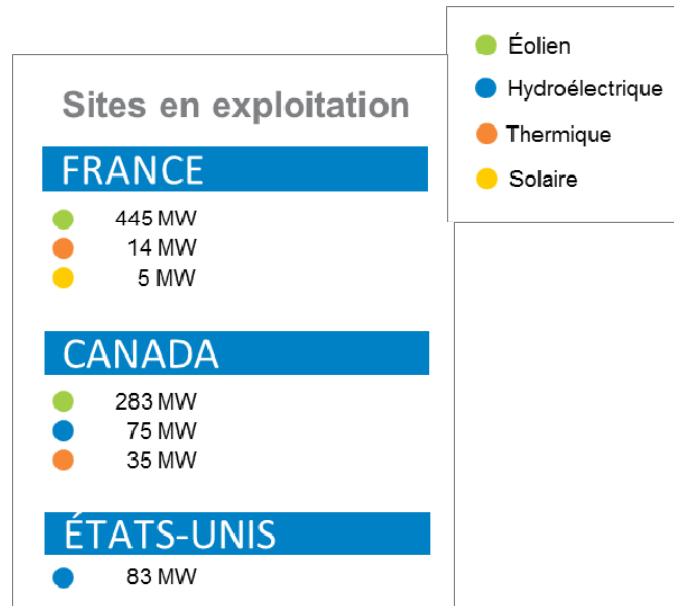 Éolien
Hydroélectrique
Thermique
Solaire
Sites en exploitation
FRANCE
445 MW
14 MW
5 MW
CANADA
283 MW
75 MW
35 MW
ÉTATS-UNIS
83 MW